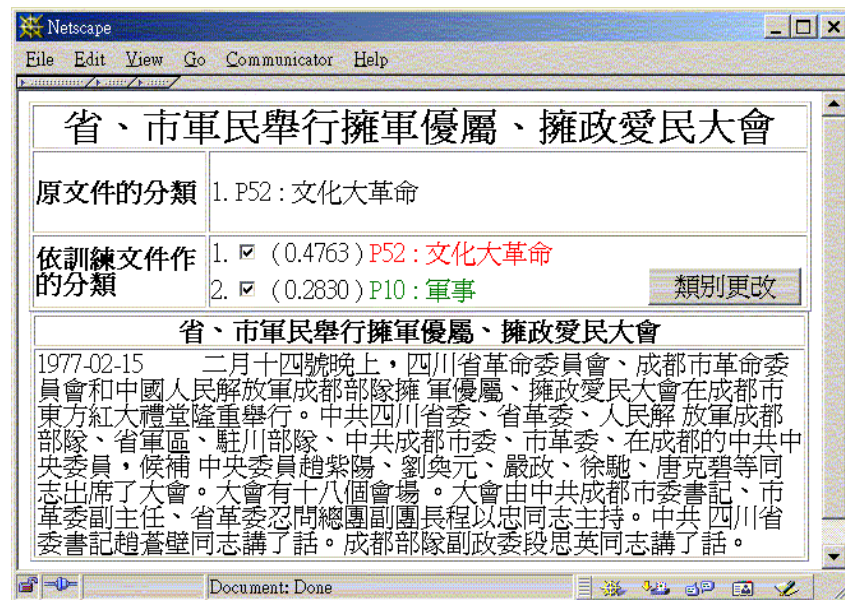 Netscape
File Edit View Go Communicator Help
省、市軍民舉行擁軍優屬、擁政愛民大會
原文件的分類
1. P52 : 文化大革命
依訓練文件作
的分類
1. (0.4763) P52 : 文化大革命
2. (0.2830) P10 : 軍事
類別更改
省、市軍民舉行擁軍優屬、擁政愛民大會
1977-02-15 二月十四號晚上，四川省革命委員會、成都市革命委
員會和中國人民解放軍成都部隊擁 軍優屬、擁政愛民大會在成都市
東方紅大禮堂隆重舉行。中共四川省委、省革委、人民解 放軍成都
部隊、省軍區、駐川部隊、中共成都市委、市革委、在成都的中共中
央委員，候補 中央委員趙紫陽、劉奐元、嚴政、徐馳、唐克碧等同
志出席了大會。大會有十八個會場 。大會由中共成都市委書記、市
革委副主任、省革委忍問總團副團長程以忠同志主持。中共 四川省
委書記趙蒼壁同志講了話。成都部隊副政委段思英同志講了話。
Document: Done